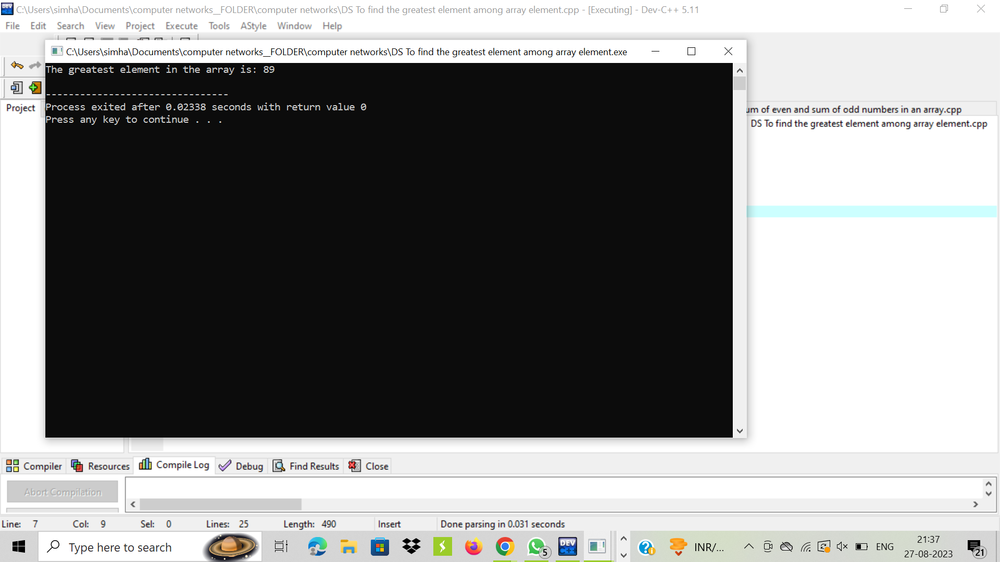 C:\Users\simha\Documents\computer networks__FOLDER\computer networks\DS To find the greatest element among array element.cpp - [Executing] - Dev-C++ 5.11
File Edit Search View Project Execute Tools AStyle Window Help
C:\Users\simha\Documents\computer networks__FOLDER\computer networks\DS To find the greatest element among array element.exe
The greatest element in the array is: 89
--------------------------------
Process exited after 0.02338 seconds with return value 0
Press any key to continue . . .
Project
um of even and sum of odd numbers in an array.cpp
DS To find the greatest element among array element.cpp
Compiler Resources Compile Log Debug Find Results Close
Abort Compilation
Line: 7 Col: 9 Sel: 0 Lines: 25 Length: 490 Insert Done parsing in 0.031 seconds
Type here to search
5
DEV C++
INR/...
ENG
21:37
27-08-2023
21